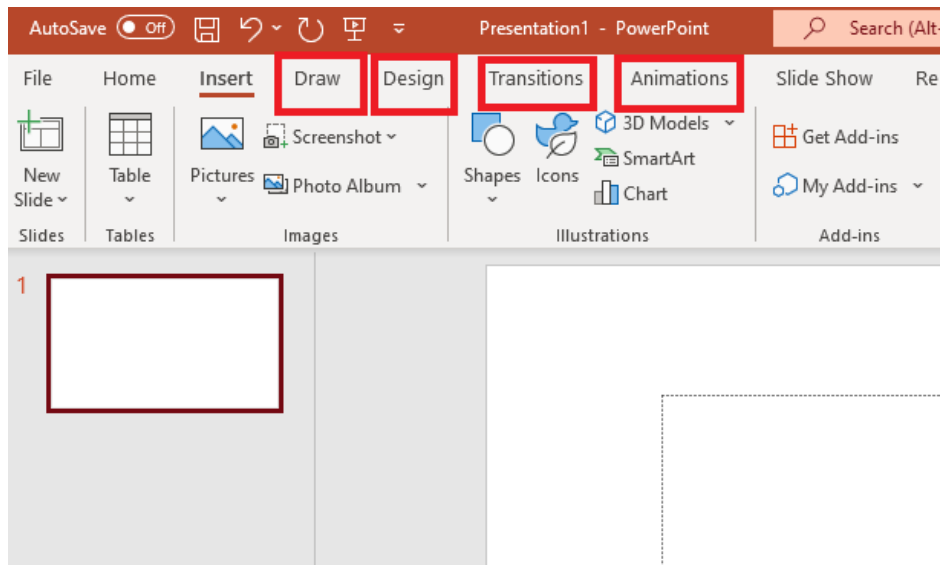 AutoSave Off Presentation1 - PowerPoint Search (Alt-
File Home Insert Draw Design Transitions Animations Slide Show Re
New Slide
Table
Pictures
Screenshot
Photo Album
Shapes
Icons
3D Models
SmartArt
Chart
Get Add-ins
My Add-ins
Slides Tables Images Illustrations Add-ins
1